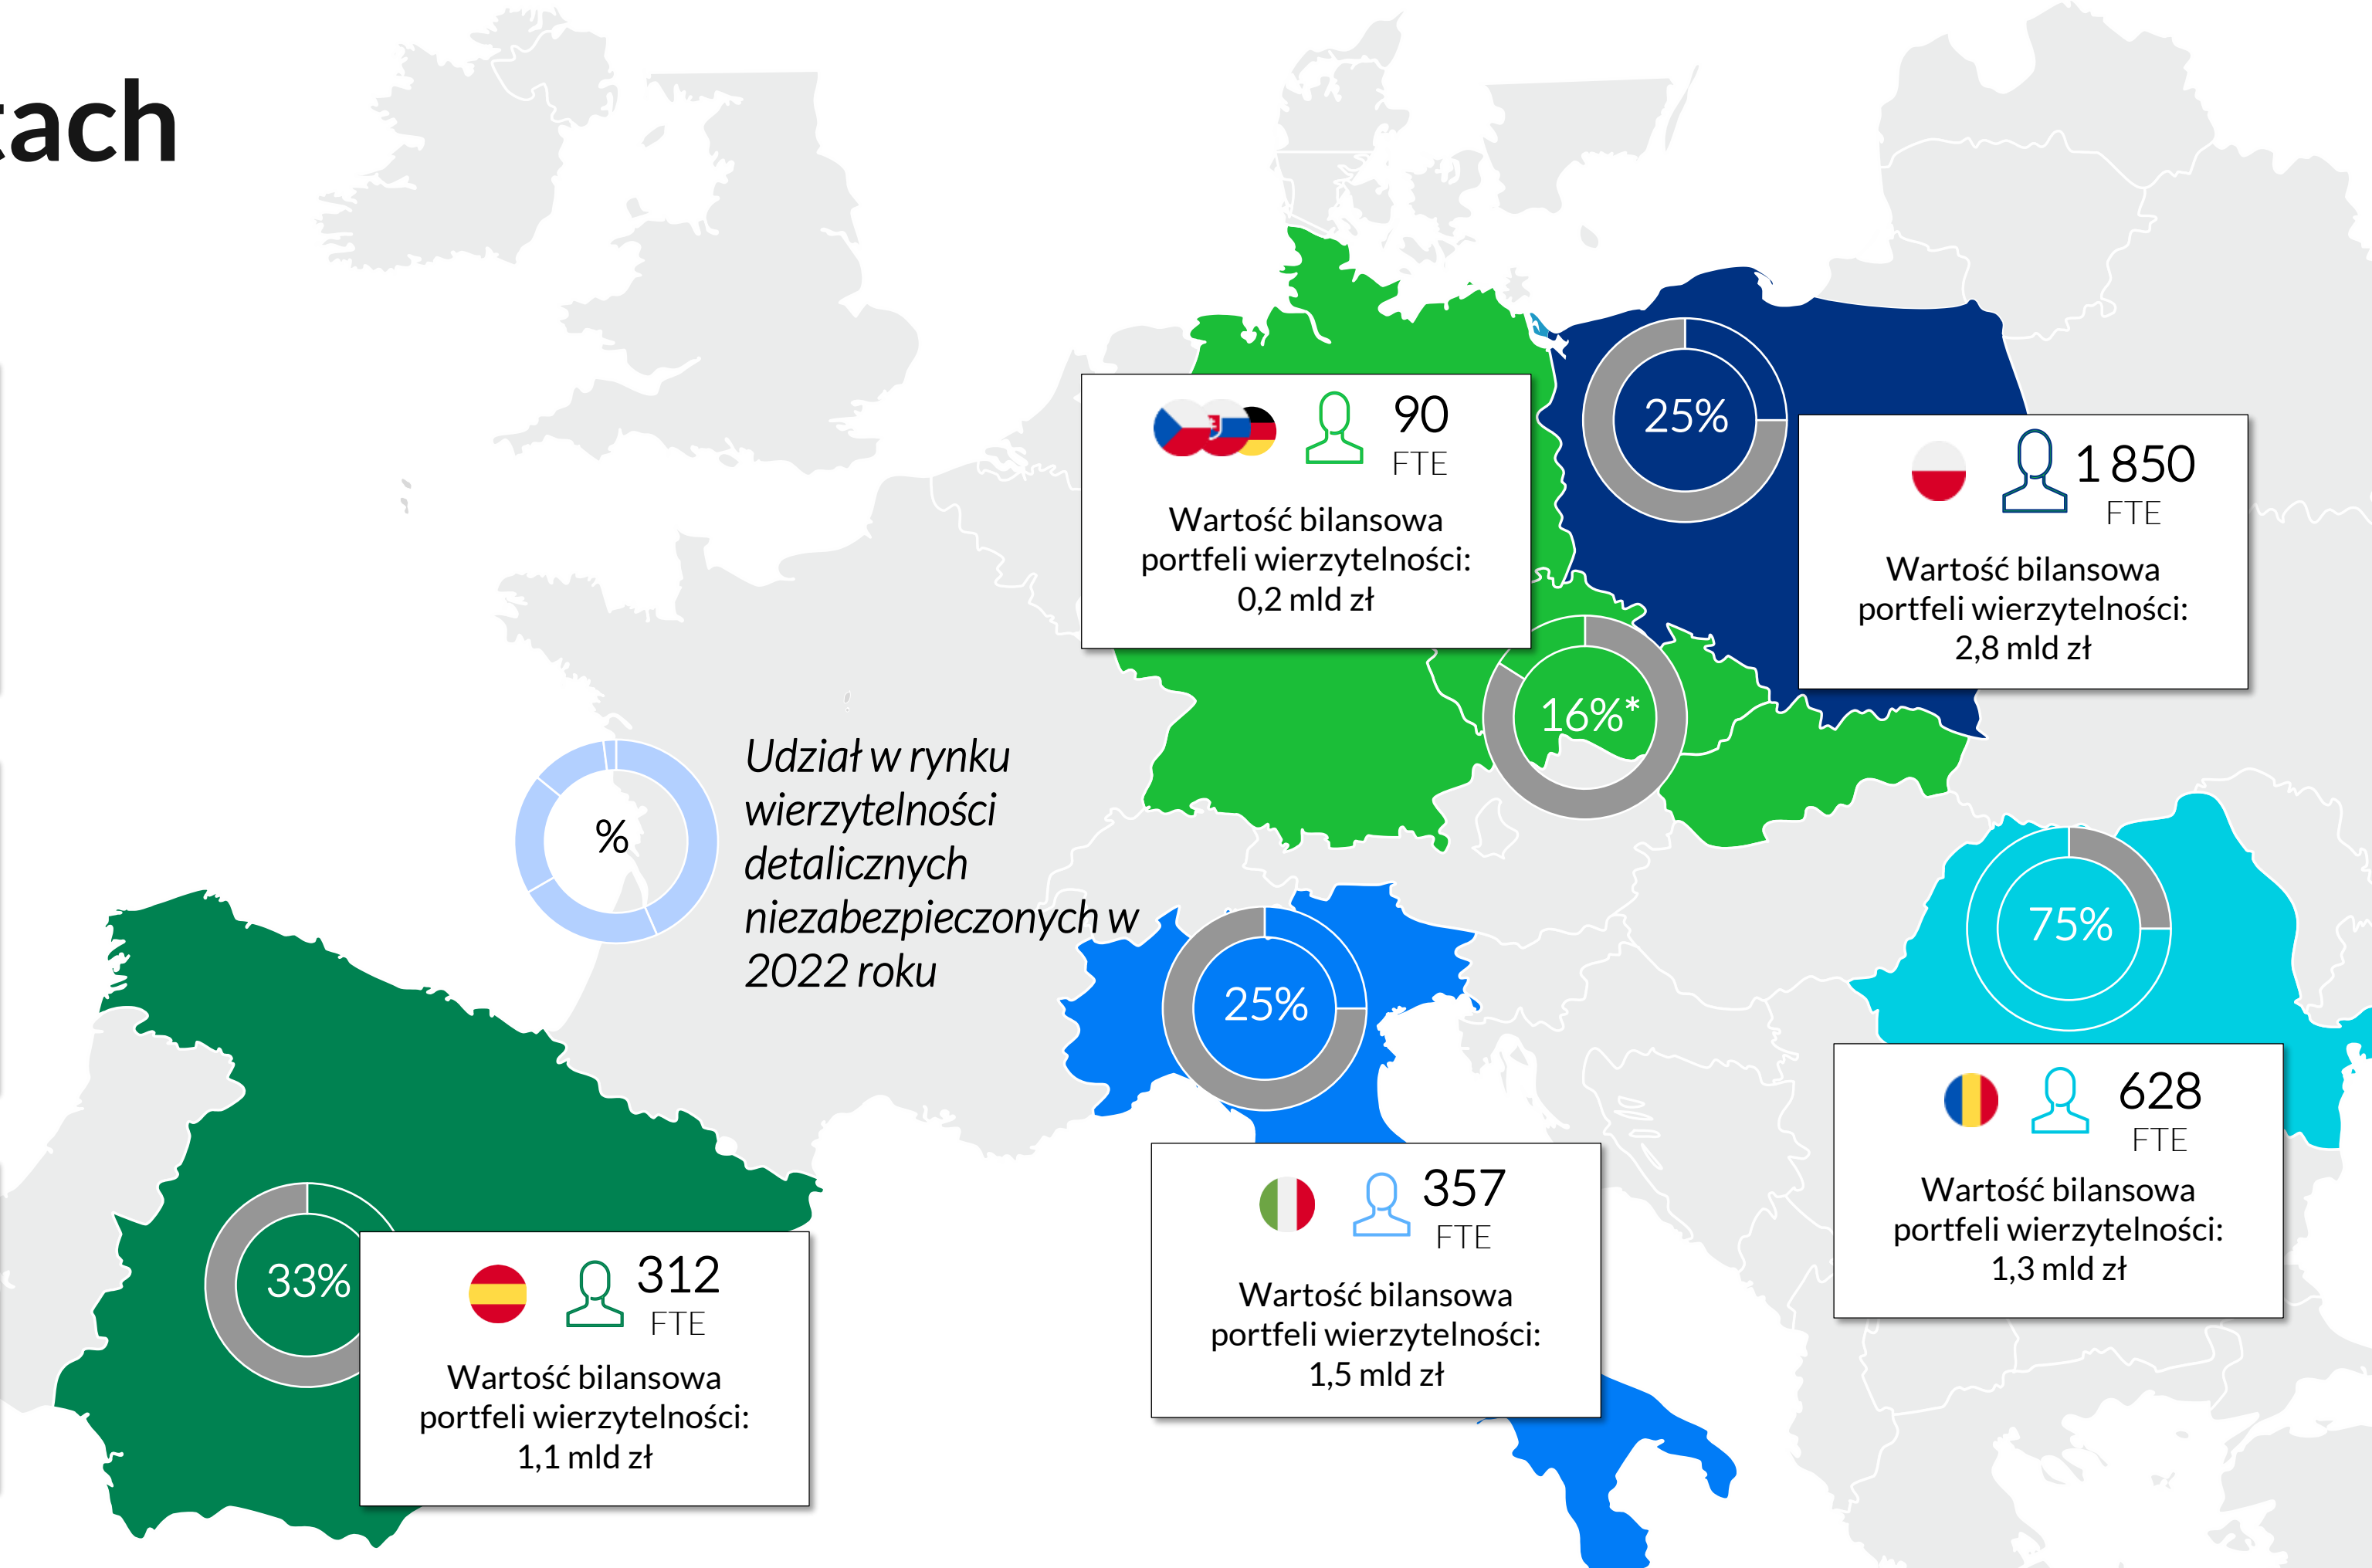 tach
90
FTE
Wartość bilansowa
portfeli wierzytelności:
0,2 mld zł
25%
1 850
FTE
Wartość bilansowa
portfeli wierzytelności:
2,8 mld zł
16%*
%
Udział w rynku
wierzytelności
detalicznych
niezabezpieczonych w
2022 roku
25%
75%
628
FTE
Wartość bilansowa
portfeli wierzytelności:
1,3 mld zł
357
FTE
Wartość bilansowa
portfeli wierzytelności:
1,5 mld zł
33%
312
FTE
Wartość bilansowa
portfeli wierzytelności:
1,1 mld zł